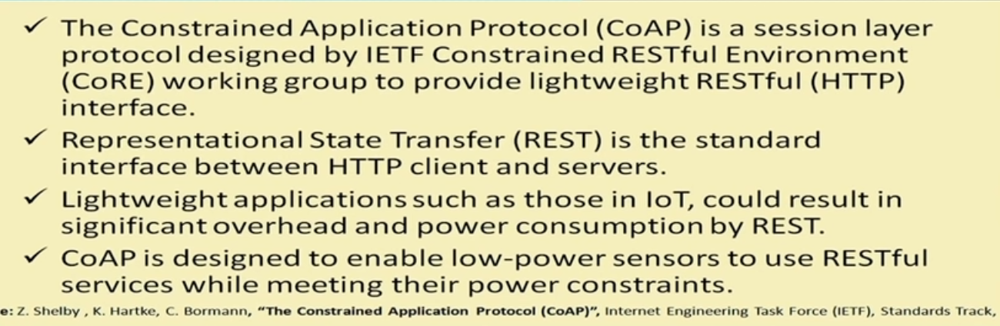 ✓ The Constrained Application Protocol (CoAP) is a session layer
protocol designed by IETF Constrained RESTful Environment
(CoRE) working group to provide lightweight RESTful (HTTP)
interface.
✓ Representational State Transfer (REST) is the standard
interface between HTTP client and servers.
✓ Lightweight applications such as those in IoT, could result in
significant overhead and power consumption by REST.
✓ CoAP is designed to enable low-power sensors to use RESTful
services while meeting their power constraints.
e: Z. Shelby , K. Hartke, C. Bormann, “The Constrained Application Protocol (CoAP)”, Internet Engineering Task Force (IETF), Standards Track,